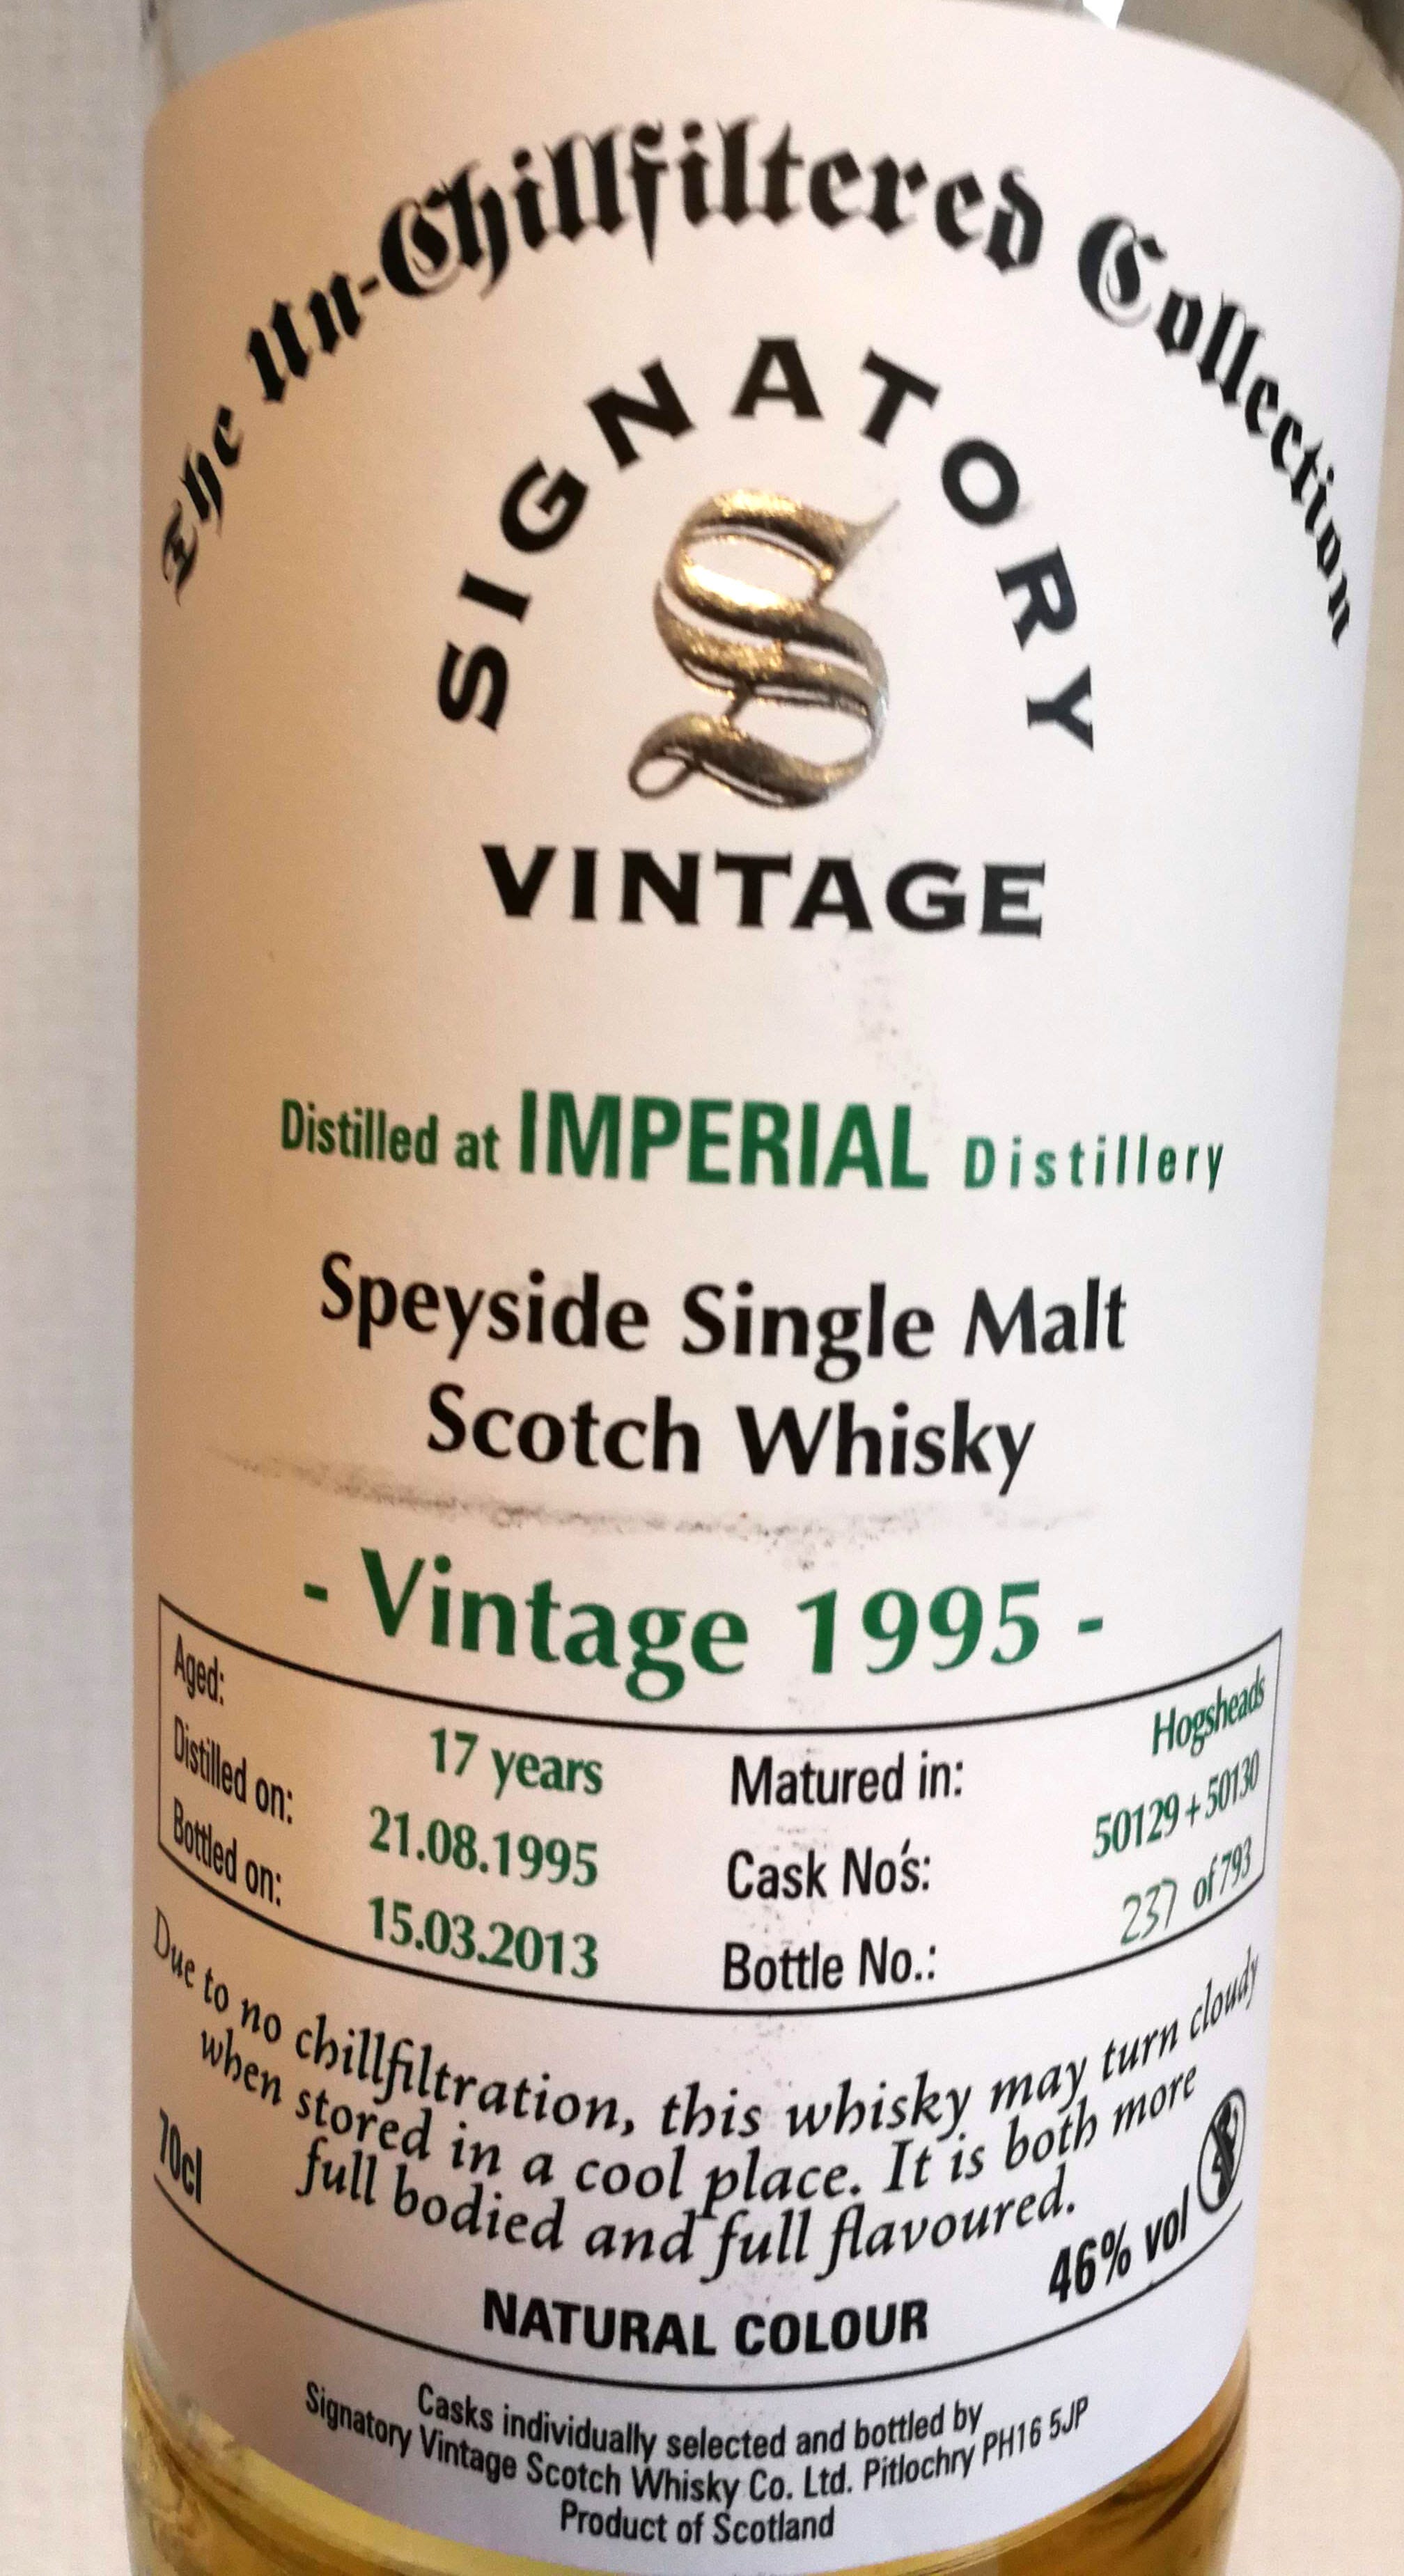 The Un-Chillfiltered Collection
SIGNATORY
S
VINTAGE
Distilled at IMPERIAL Distillery
Speyside Single Malt
Scotch Whisky
- Vintage 1995 -
Aged: 17 years Matured in: Hogsheads
Distilled on: 21.08.1995 Cask No's: 50129 + 50130
Bottled on: 15.03.2013 Bottle No.: 237 of 793
Due to no chillfiltration, this whisky may turn cloudy
when stored in a cool place. It is both more
full bodied and full flavoured.
70cl NATURAL COLOUR 46% vol
Casks individually selected and bottled by
Signatory Vintage Scotch Whisky Co. Ltd. Pitlochry PH16 5JP
Product of Scotland